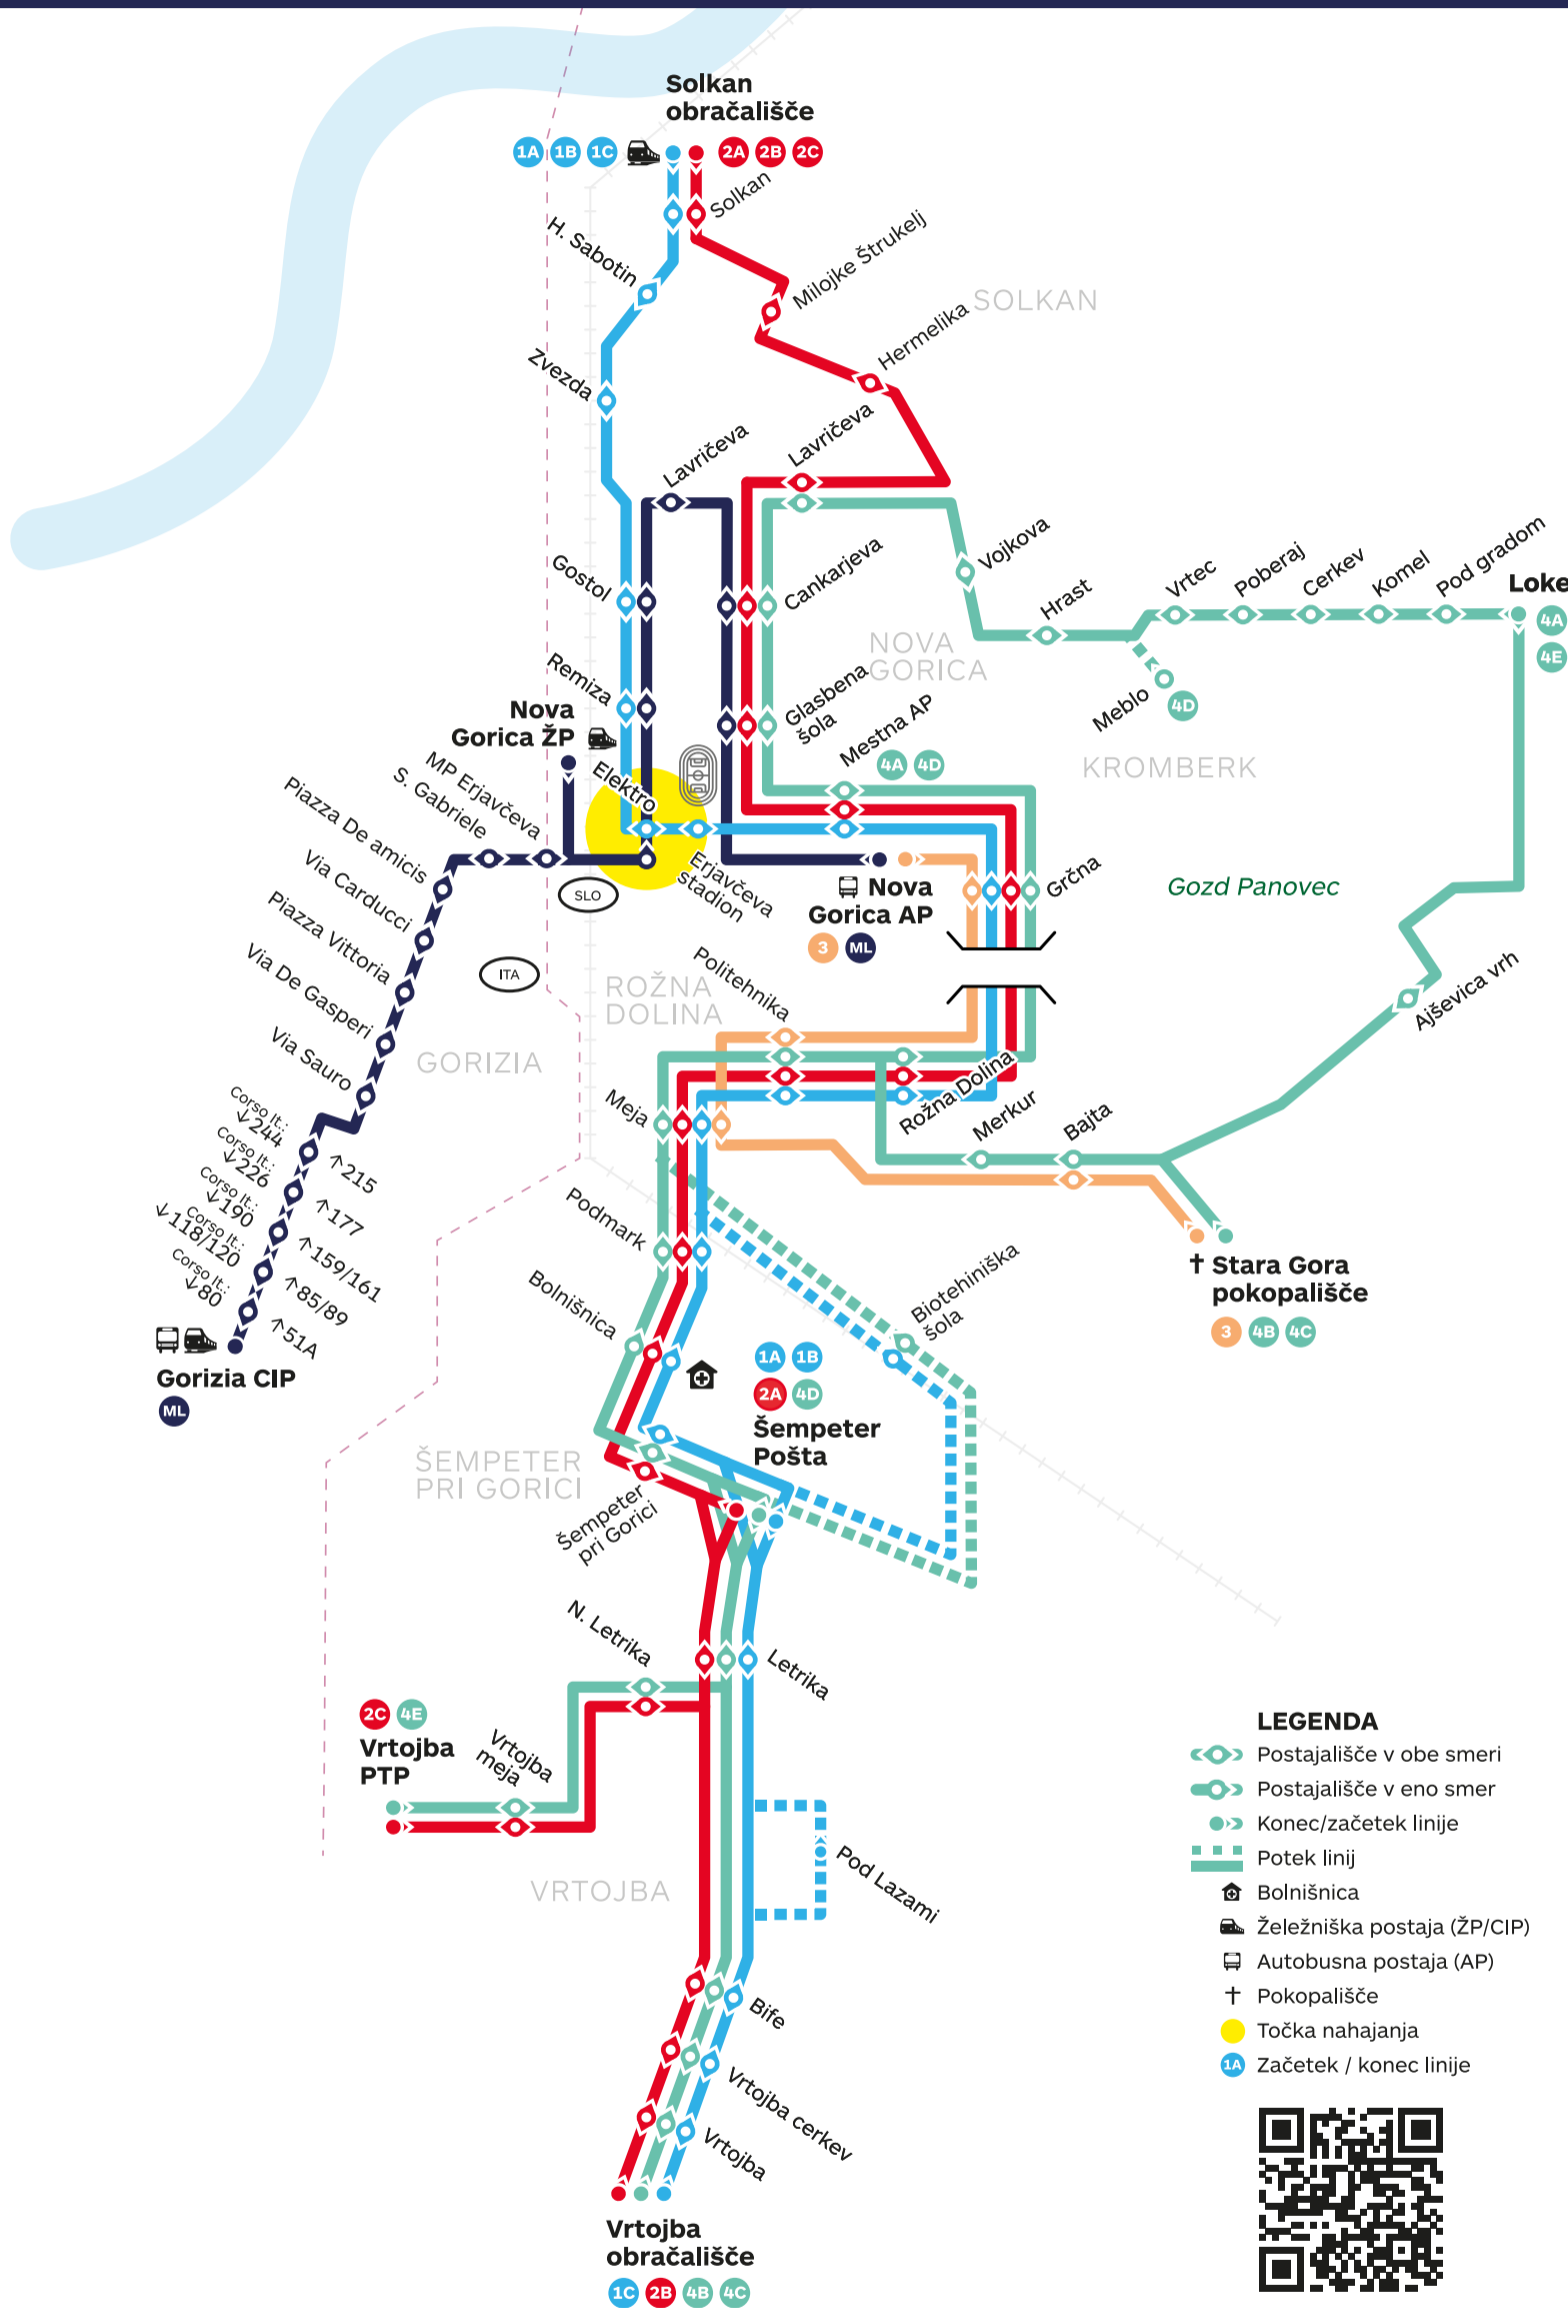 Solkan
obračališče
1A 1B 1C
2A 2B 2C
Solkan
H. Sabotin
Milojke Štrukelj
SOLKAN
Hermelika
Zvezda
Lavričeva
Lavričeva
Vojkova
Gostol
Cankarjeva
Hrast
Vrtec
Poberaj
Cerkev
Komel
Pod gradom
Loke
4A
4E
NOVA
GORICA
Remiza
Glasbena
šola
Meblo
4D
Nova
Gorica ŽP
Mestna AP
4A 4D
KROMBERK
Elektro
MP Erjavčeva
S. Gabriele
Piazza De amicis
Erjavčeva
stadion
SLO
Nova
Gorica AP
3 ML
Grčna
Gozd Panovec
Via Carducci
Piazza Vittoria
ITA
Via De Gasperi
Via Sauro
ROŽNA
DOLINA
Politehnika
GORIZIA
Ajševica vrh
Meja
Rožna Dolina
Merkur
Bajta
Corso It.:
↓244
Corso It.:
↓226
Corso It.:
↓190
Corso It.:
↓118/120
Corso It.:
↓80
↑215
↑177
↑159/161
↑85/89
↑51A
Gorizia CIP
ML
Podmark
Bolnišnica
Biotehiniška
šola
Stara Gora
pokopališče
3 4B 4C
1A 1B
2A 4D
Šempeter
Pošta
ŠEMPETER
PRI GORICI
Šempeter
pri Gorici
N. Letrika
Letrika
2C 4E
Vrtojba
PTP
Vrtojba
meja
VRTOJBA
Pod Lazami
Bife
Vrtojba cerkev
Vrtojba
Vrtojba
obračališče
1C 2B 4B 4C
LEGENDA
Postajališče v obe smeri
Postajališče v eno smer
Konec/začetek linije
Potek linij
Bolnišnica
Želežniška postaja (ŽP/CIP)
Autobusna postaja (AP)
Pokopališče
Točka nahajanja
1A Začetek / konec linije